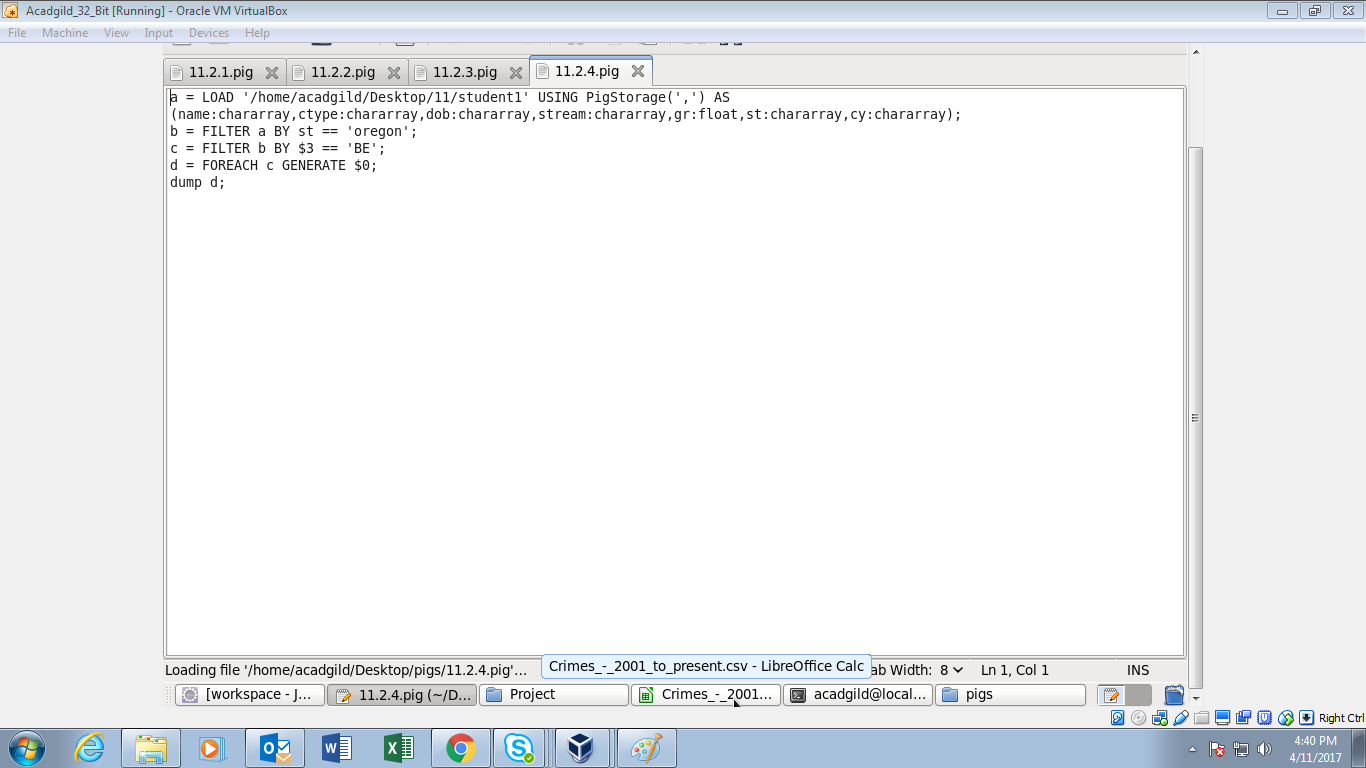 Acadgild_32_Bit [Running] - Oracle VM VirtualBox
File Machine View Input Devices Help
11.2.1.pig 11.2.2.pig 11.2.3.pig 11.2.4.pig
a = LOAD '/home/acadgild/Desktop/11/student1' USING PigStorage(',') AS
(name:chararray,ctype:chararray,dob:chararray,stream:chararray,gr:float,st:chararray,cy:chararray);
b = FILTER a BY st == 'oregon';
c = FILTER b BY $3 == 'BE';
d = FOREACH c GENERATE $0;
dump d;
Loading file '/home/acadgild/Desktop/pigs/11.2.4.pig'... Crimes_-_2001_to_present.csv - LibreOffice Calc ab Width: 8 Ln 1, Col 1 INS
[workspace - J... 11.2.4.pig (~/D... Project Crimes_-_2001... acadgild@local... pigs
Right Ctrl
4:40 PM
4/11/2017